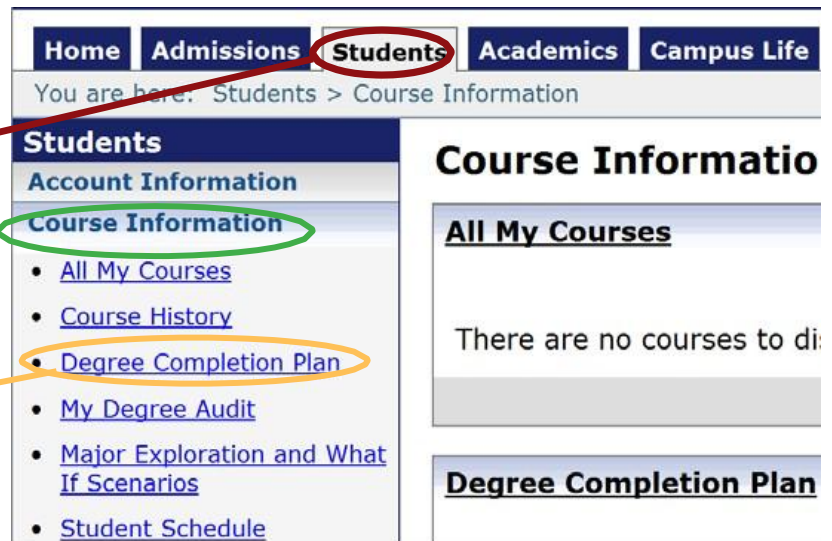 Home Admissions Students Academics Campus Life
You are here: Students > Course Information
Students
Account Information
Course Information
• All My Courses
• Course History
• Degree Completion Plan
• My Degree Audit
• Major Exploration and What
If Scenarios
• Student Schedule
Course Informatio
All My Courses
There are no courses to di
Degree Completion Plan